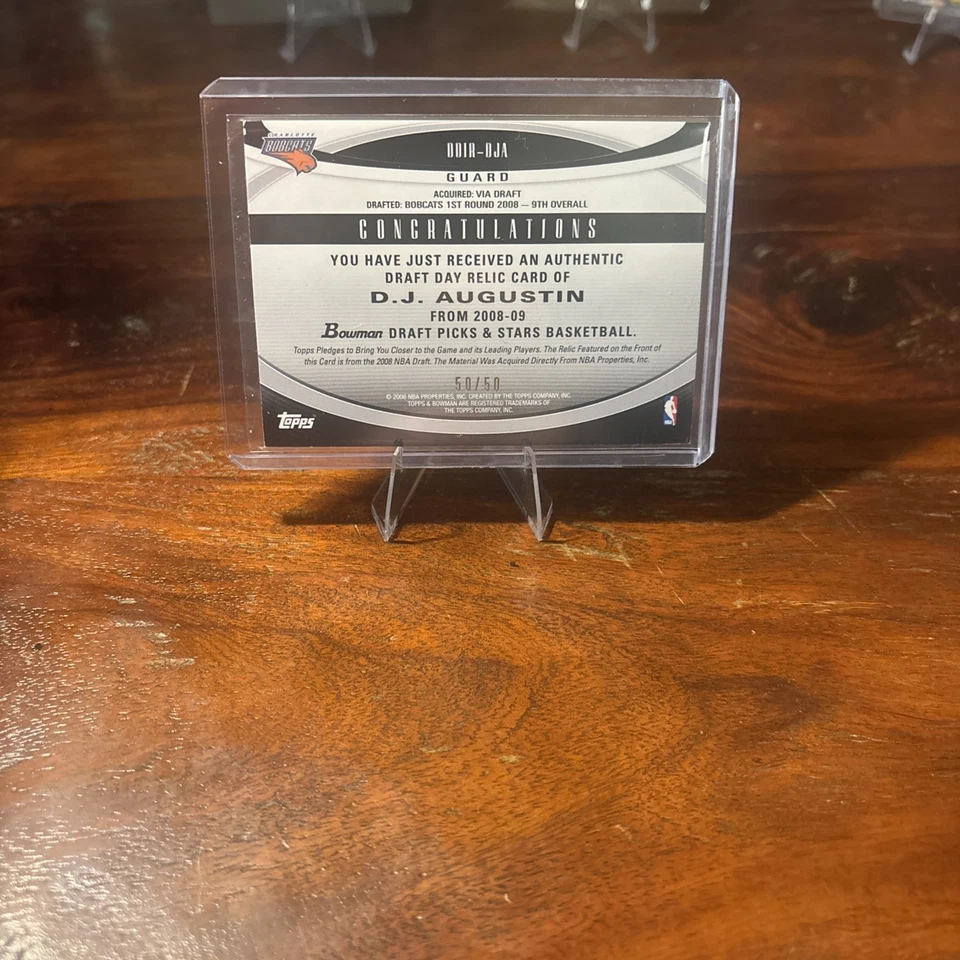 CHARLOTTE
BOBCATS
DDIR-DJA
GUARD
ACQUIRED: VIA DRAFT
DRAFTED: BOBCATS 1ST ROUND 2008 — 9TH OVERALL
CONGRATULATIONS
YOU HAVE JUST RECEIVED AN AUTHENTIC
DRAFT DAY RELIC CARD OF
D.J. AUGUSTIN
FROM 2008-09
Bowman DRAFT PICKS & STARS BASKETBALL.
Topps Pledges to Bring You Closer to the Game and its Leading Players. The Relic Featured on the Front of
this Card is from the 2008 NBA Draft. The Material Was Acquired Directly From NBA Properties, Inc.
50/50
© 2008 NBA PROPERTIES, INC. CREATED BY THE TOPPS COMPANY, INC.
TOPPS & BOWMAN ARE REGISTERED TRADEMARKS OF
THE TOPPS COMPANY, INC.
Topps
NBA